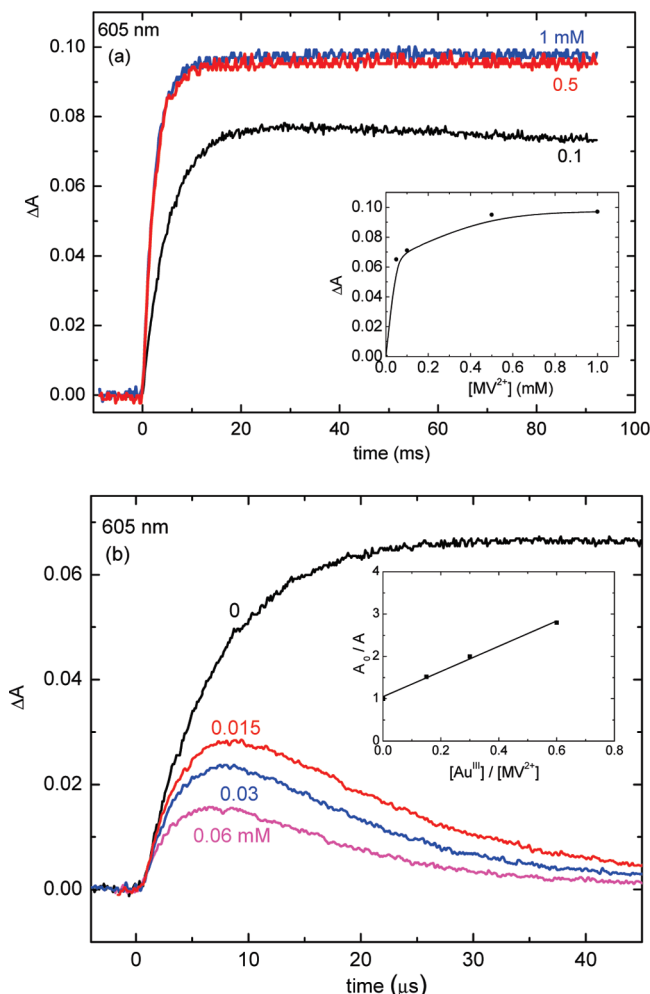 605 nm
(a)
1 mM
0.5
0.1
0.10
0.08
0.06
0.04
0.02
0.00
ΔA
0 20 40 60 80 100
time (ms)
0.10
0.08
0.06
0.04
0.02
0.00
ΔA
0.0 0.2 0.4 0.6 0.8 1.0
[MV²⁺] (mM)
605 nm
(b)
0
0.015
0.03
0.06 mM
0.06
0.04
0.02
0.00
ΔA
0 10 20 30 40
time (μs)
4
3
2
1
0
A₀ / A
0.0 0.2 0.4 0.6 0.8
[Auᴵᴵᴵ] / [MV²⁺]